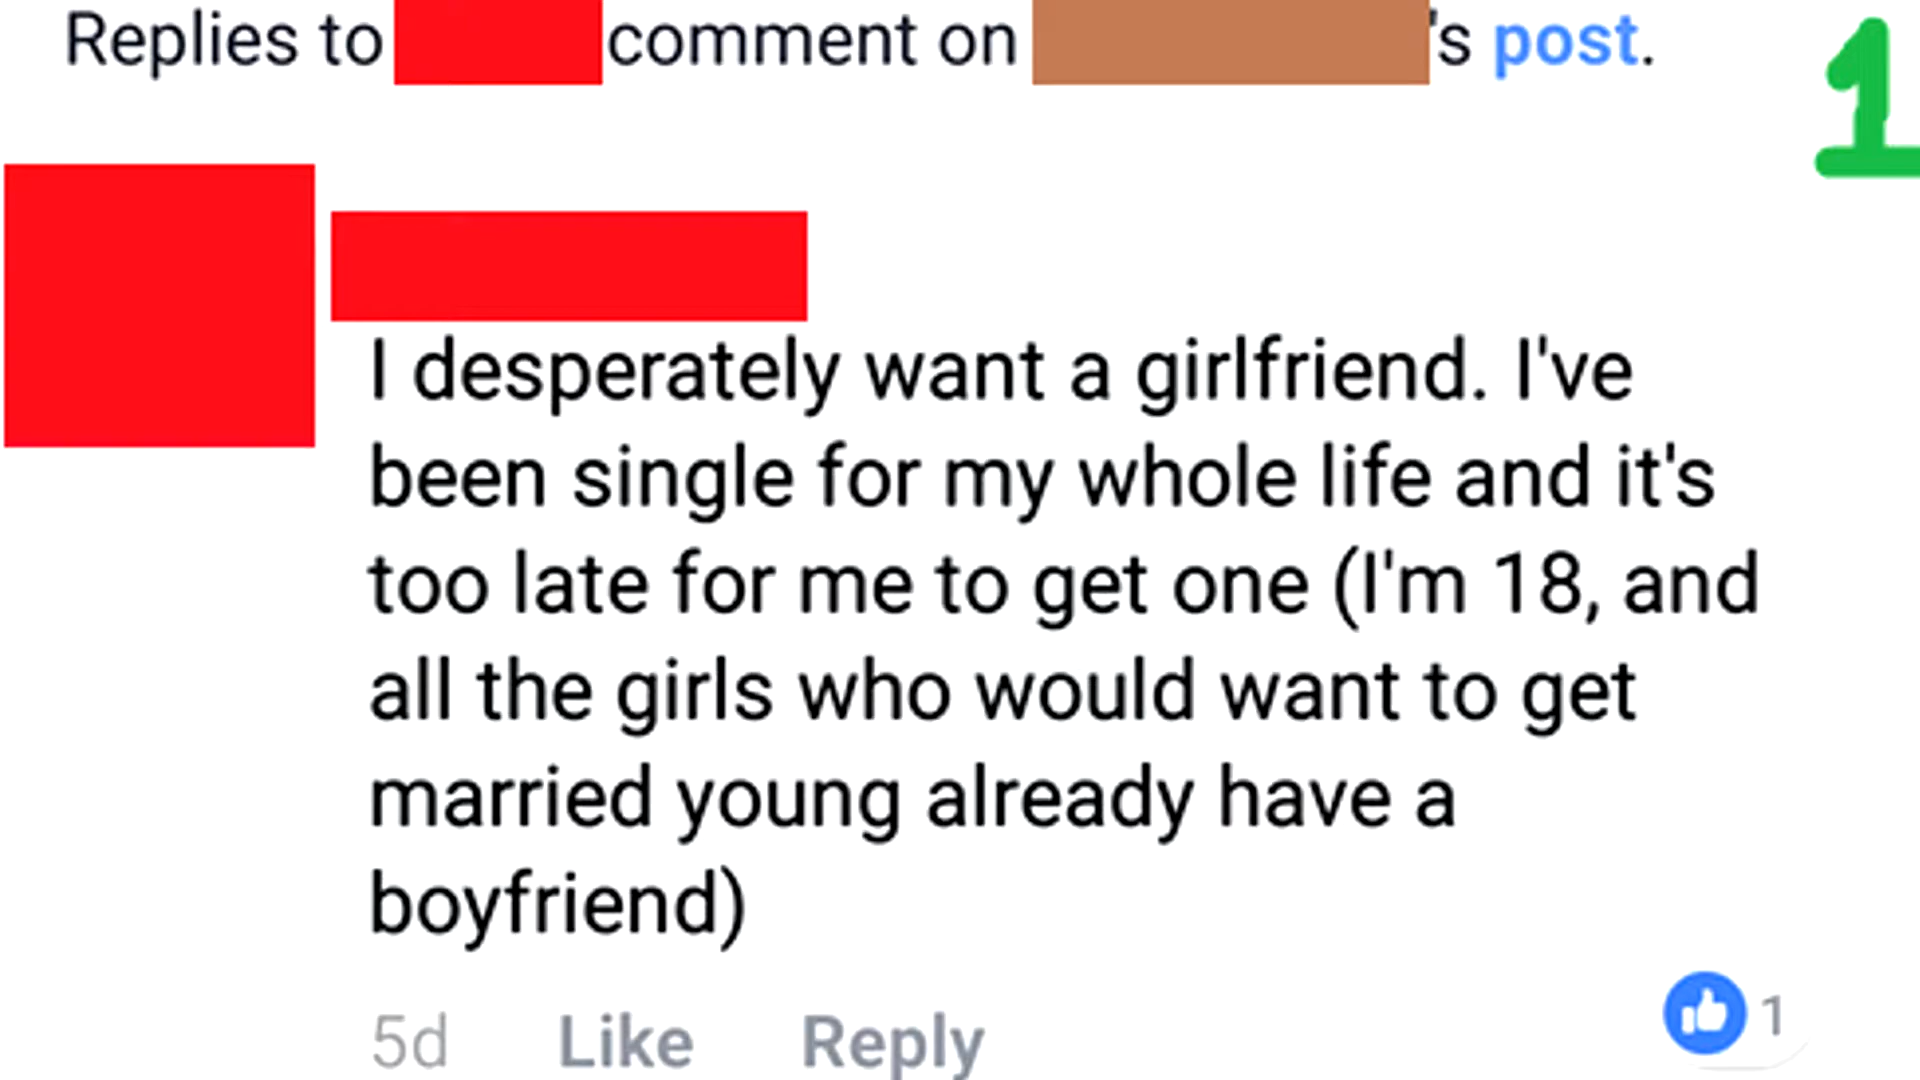 Replies to comment on 's post.
1
I desperately want a girlfriend. I've
been single for my whole life and it's
too late for me to get one (I'm 18, and
all the girls who would want to get
married young already have a
boyfriend)
5d Like Reply 1